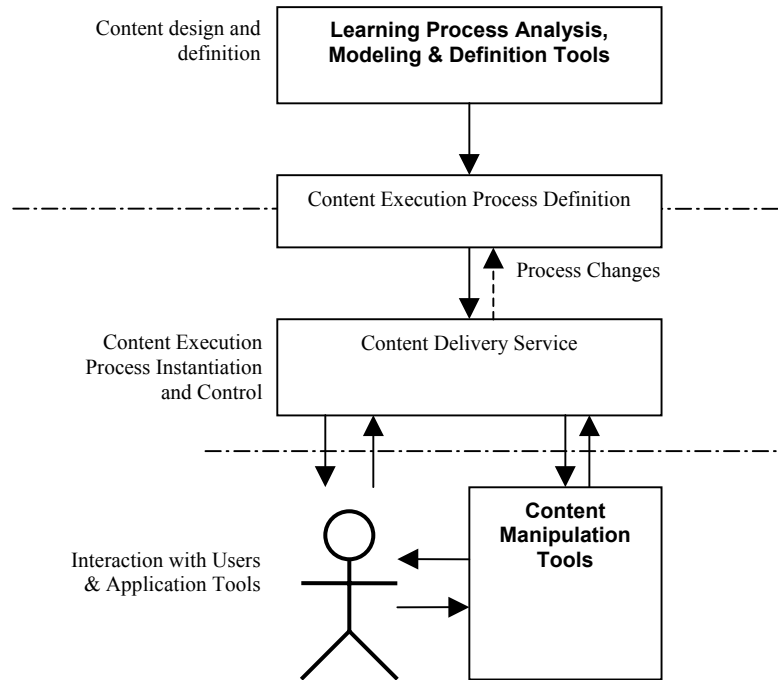 Content design and
definition
Learning Process Analysis,
Modeling & Definition Tools
Content Execution Process Definition
Process Changes
Content Execution
Process Instantiation
and Control
Content Delivery Service
Content
Manipulation
Tools
Interaction with Users
& Application Tools